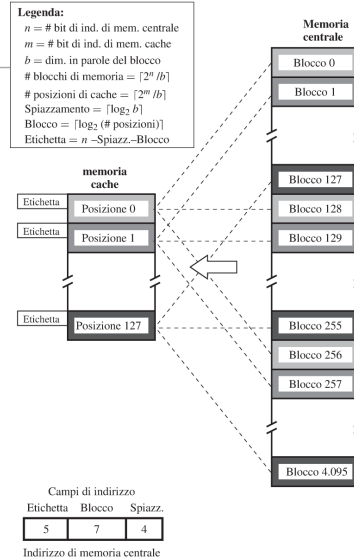 Legenda:
n = # bit di ind. di mem. centrale
m = # bit di ind. di mem. cache
b = dim. in parole del blocco
# blocchi di memoria = ⌈2ⁿ /b⌉
# posizioni di cache = ⌈2ᵐ /b⌉
Spiazzamento = ⌈log₂ b⌉
Blocco = ⌈log₂ (# posizioni)⌉
Etichetta = n –Spiazz.–Blocco
Memoria
centrale
Blocco 0
Blocco 1
Blocco 127
Blocco 128
Blocco 129
Blocco 255
Blocco 256
Blocco 257
Blocco 4.095
memoria
cache
Etichetta Posizione 0
Etichetta Posizione 1
Etichetta Posizione 127
Campi di indirizzo
Etichetta Blocco Spiazz.
5 7 4
Indirizzo di memoria centrale